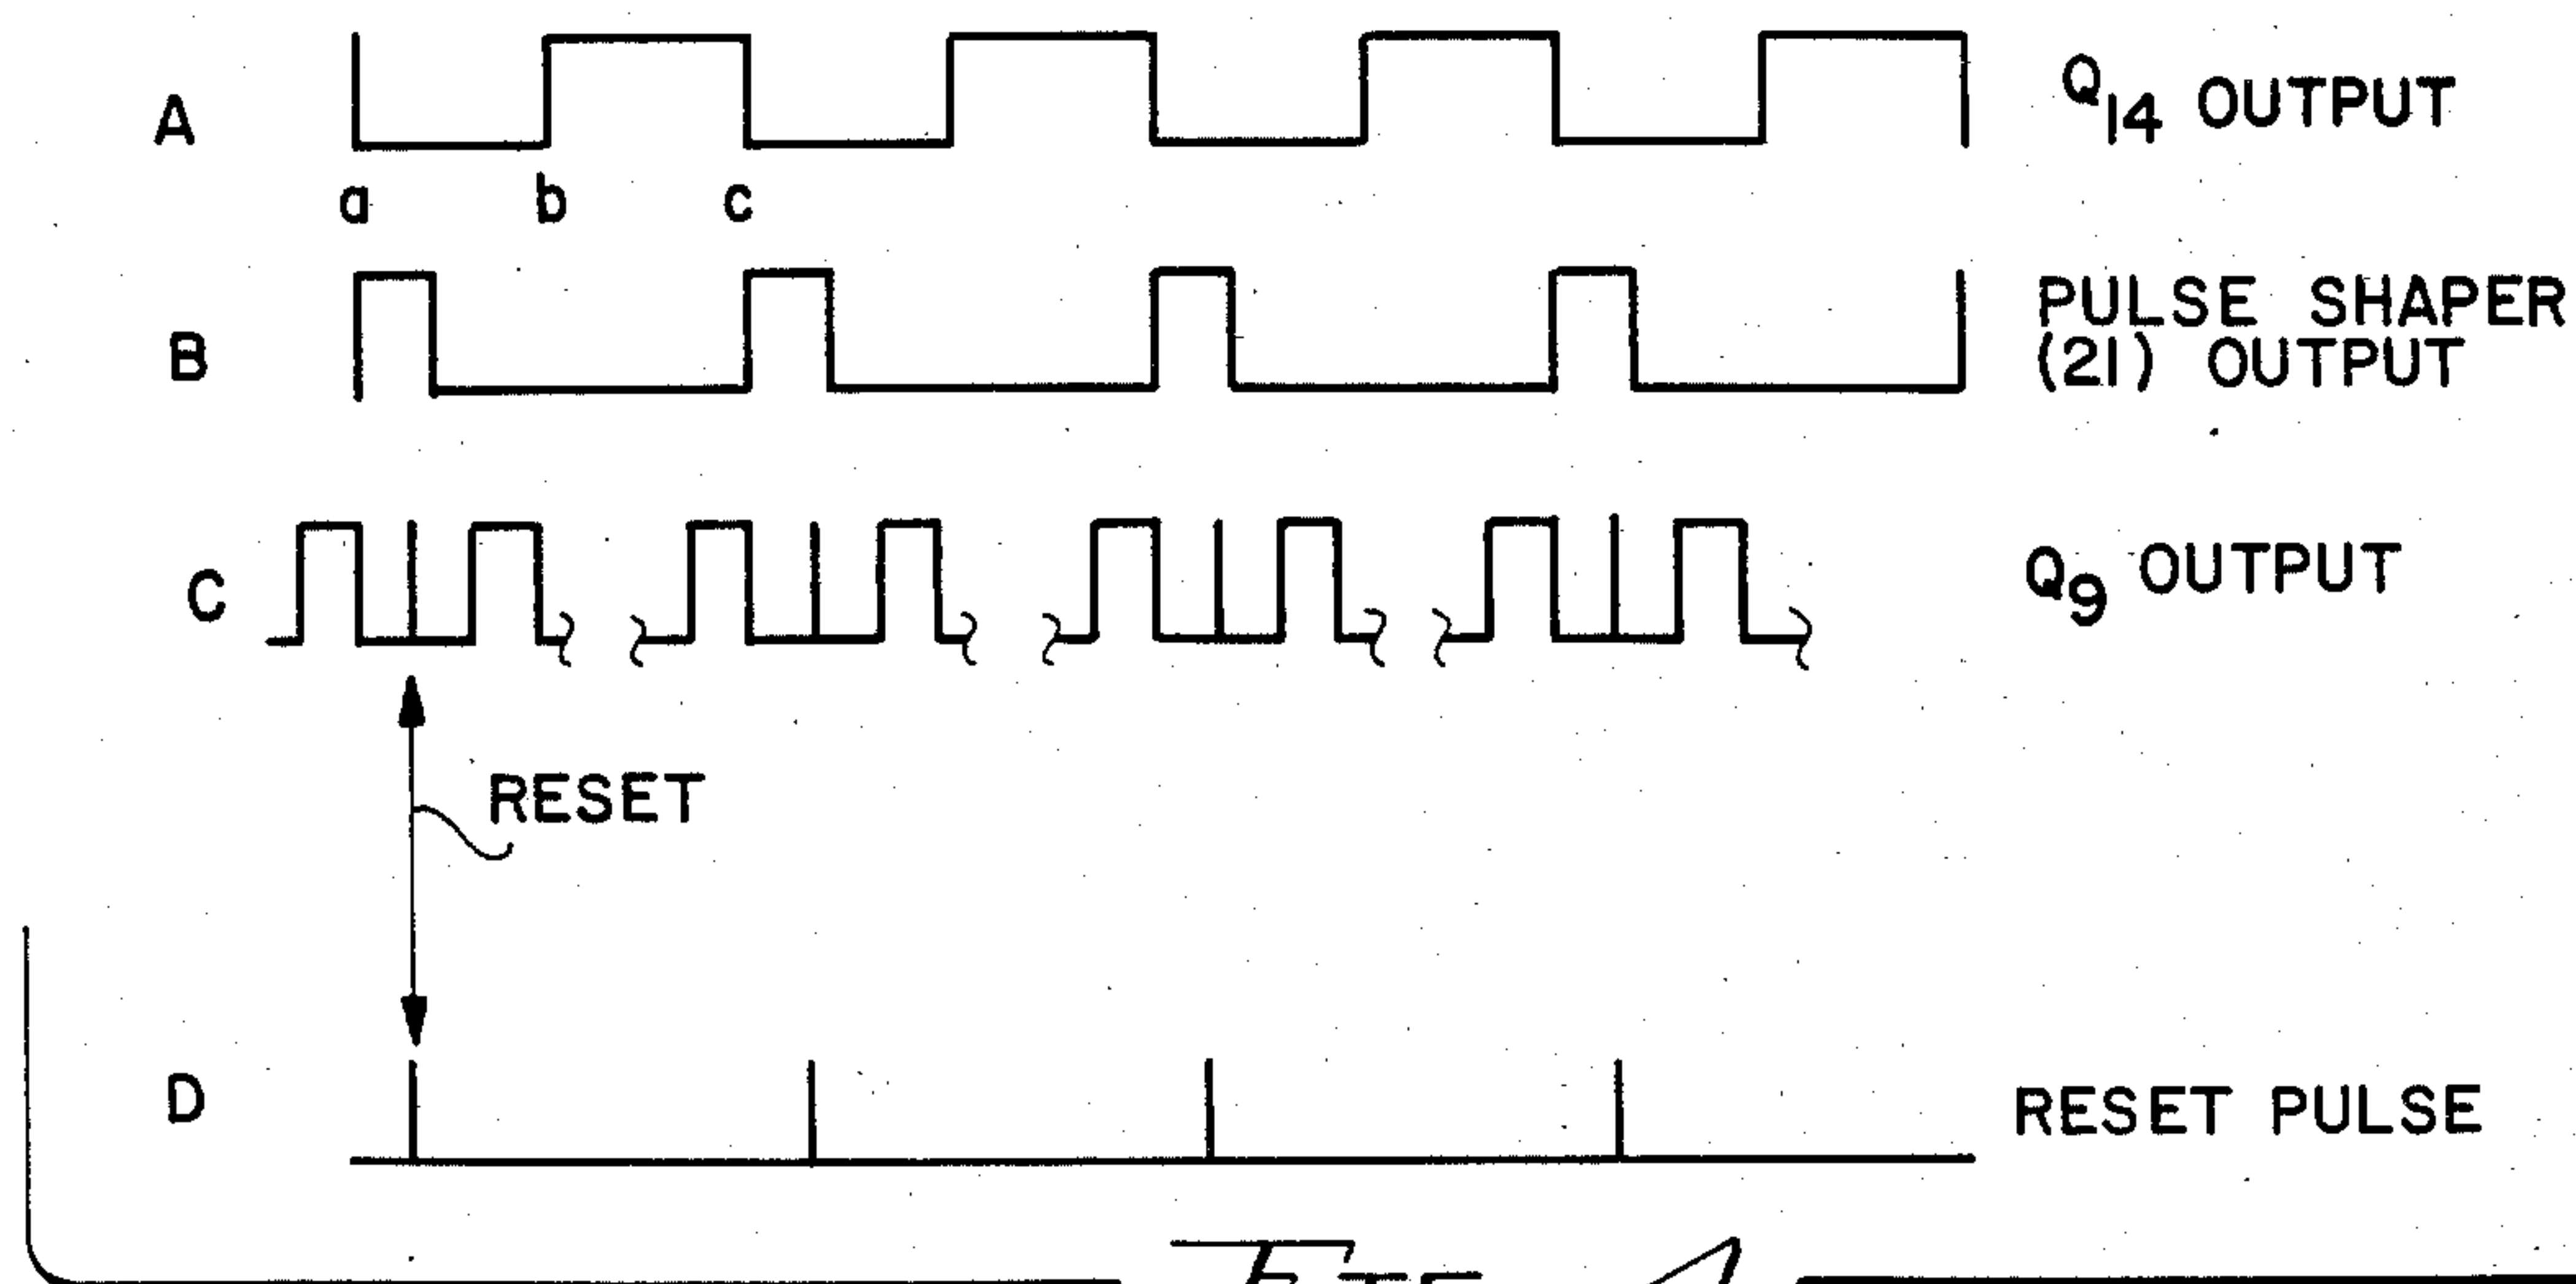 A
Q14 OUTPUT
a b c
B
PULSE SHAPER
(21) OUTPUT
C
Q9 OUTPUT
RESET
D
RESET PULSE